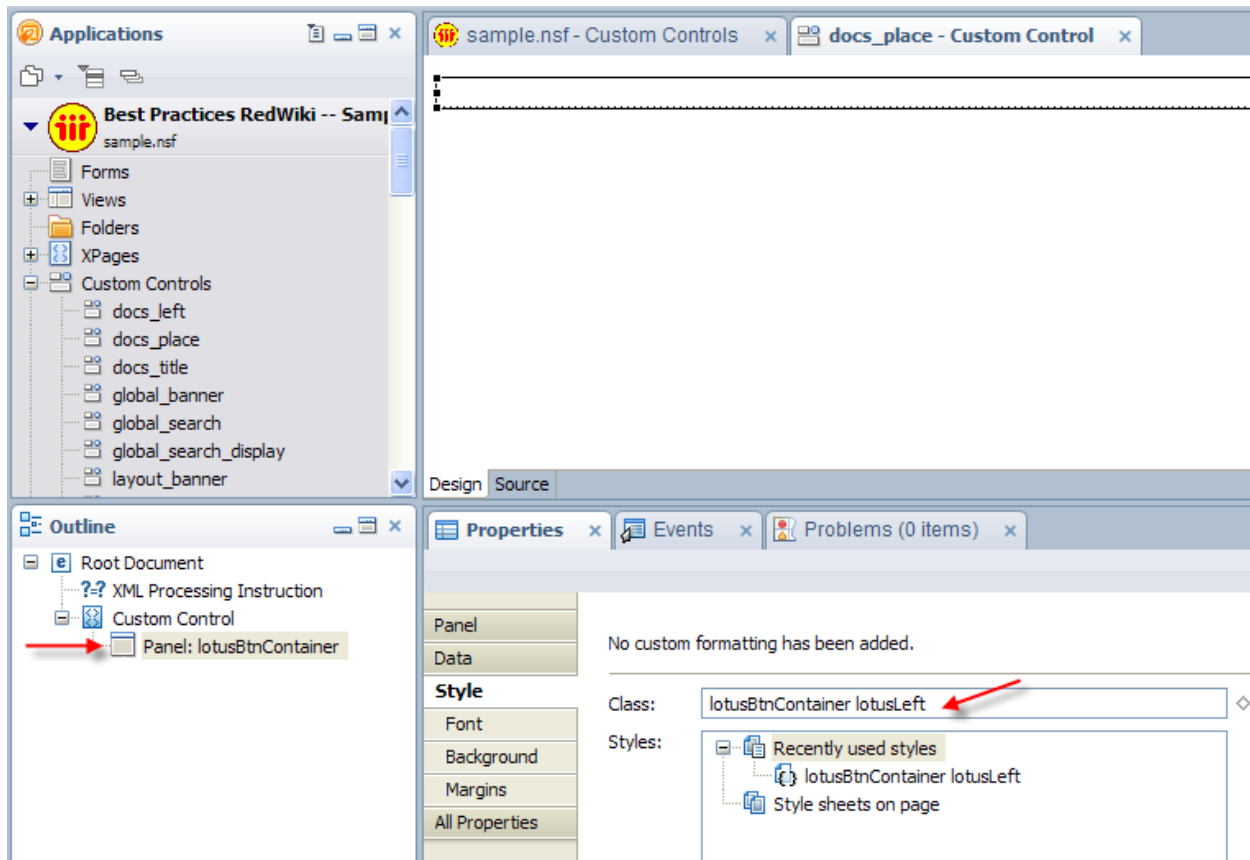 Applications
Best Practices RedWiki -- Sam
sample.nsf
Forms
Views
Folders
XPages
Custom Controls
docs_left
docs_place
docs_title
global_banner
global_search
global_search_display
layout_banner
sample.nsf - Custom Controls
docs_place - Custom Control
Design Source
Outline
Root Document
?=? XML Processing Instruction
Custom Control
Panel: lotusBtnContainer
Properties
Events
Problems (0 items)
Panel
Data
Style
Font
Background
Margins
All Properties
No custom formatting has been added.
Class: lotusBtnContainer lotusLeft
Styles: Recently used styles
lotusBtnContainer lotusLeft
Style sheets on page